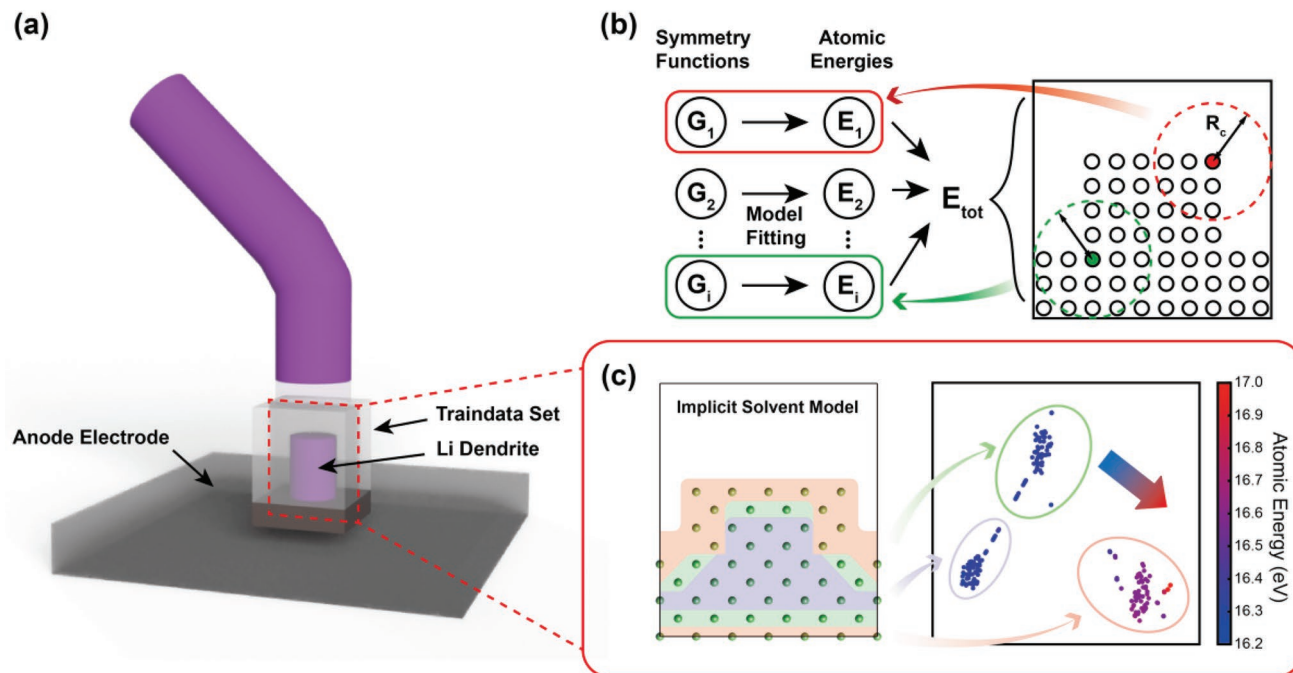 (a)
Anode Electrode
Traindata Set
Li Dendrite
(b)
Symmetry
Functions
Atomic
Energies
G1
E1
G2
E2
Model
Fitting
Gi
Ei
Etot
Rc
(c)
Implicit Solvent Model
17.0
16.9
16.8
16.7
16.6
16.5
16.4
16.3
16.2
Atomic Energy (eV)